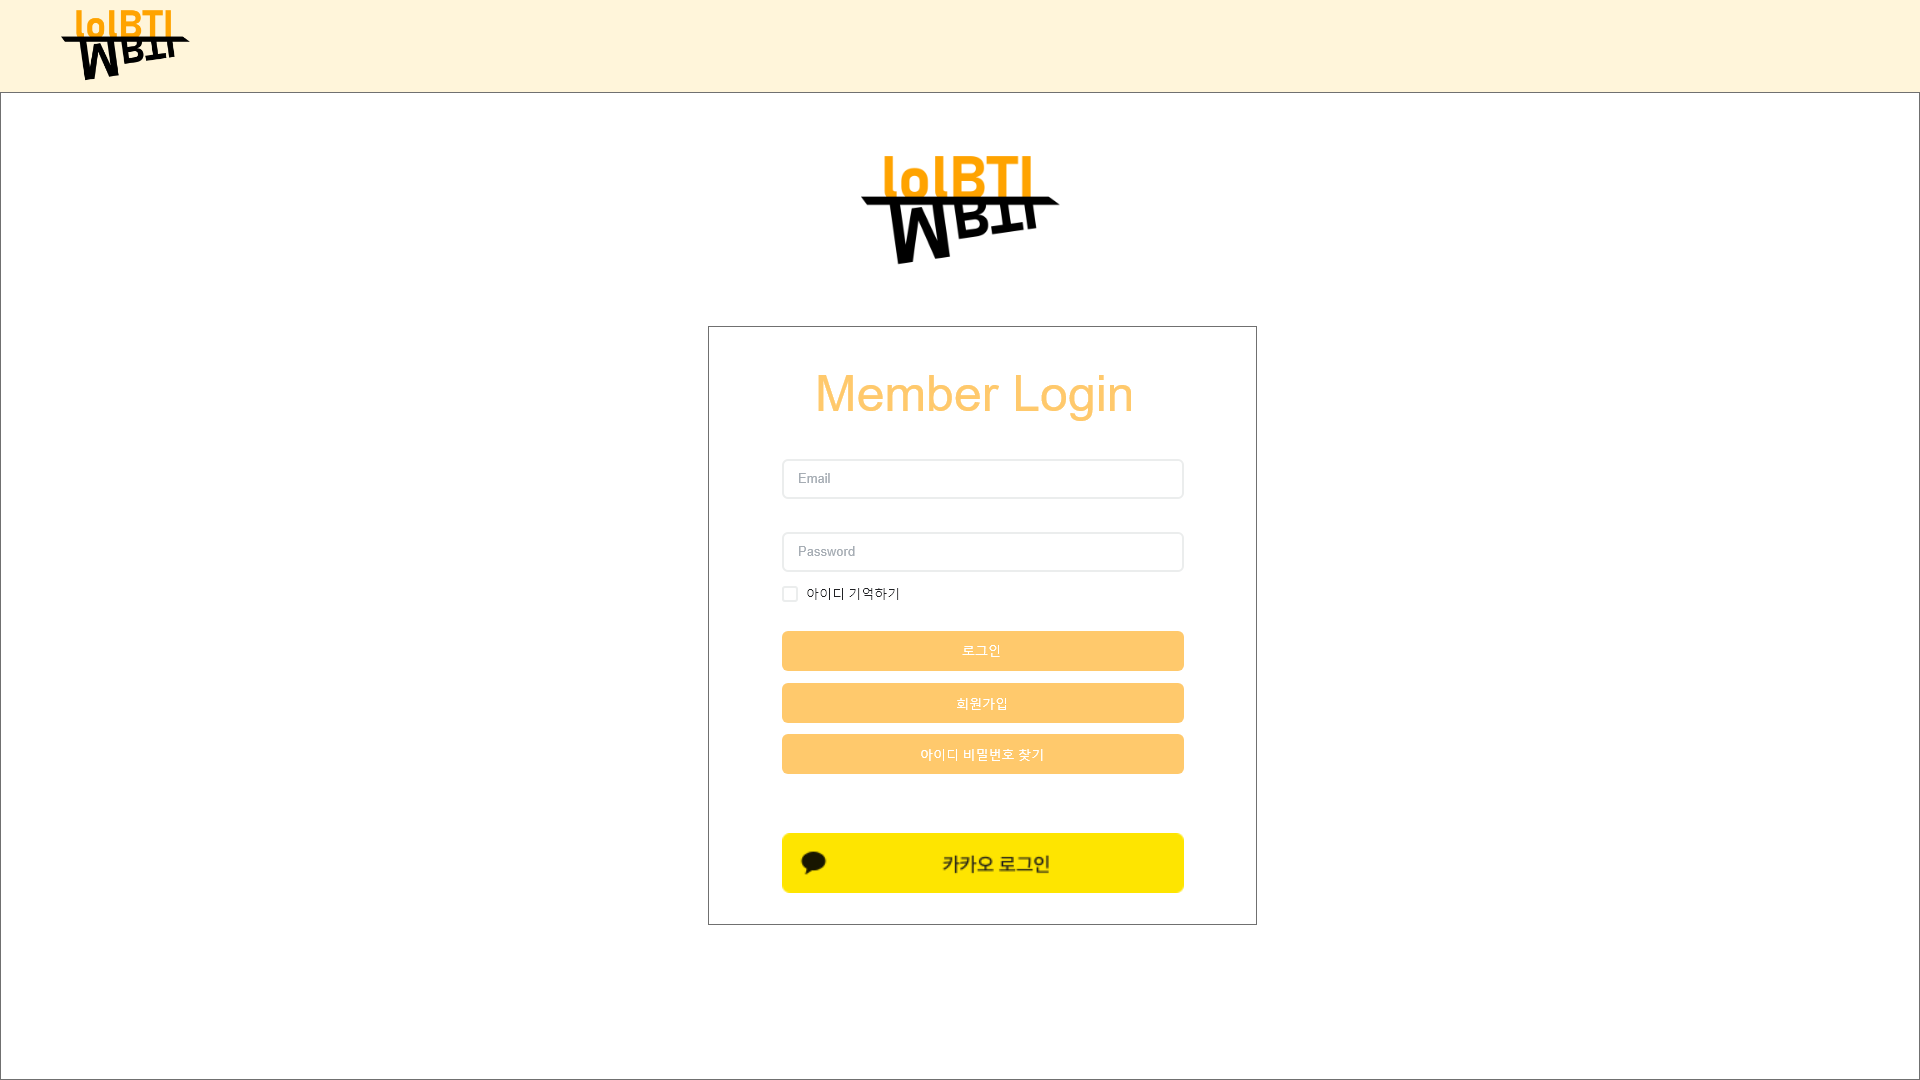 lolBTI
MBTI
lolBTI
MBTI
Member Login
Email
Password
아이디 기억하기
로그인
회원가입
아이디 비밀번호 찾기
카카오 로그인